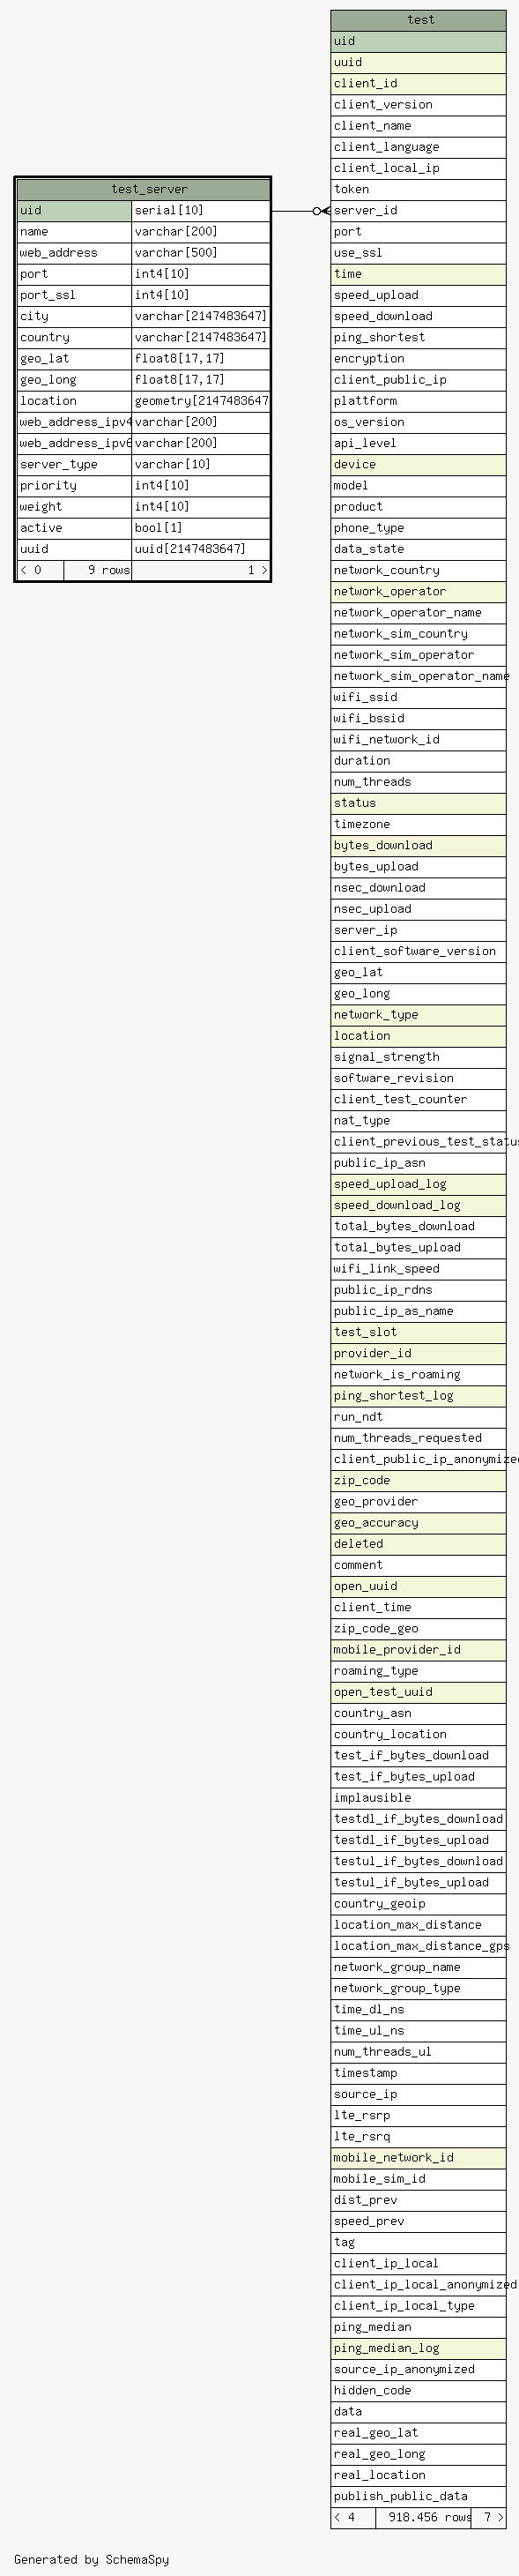 test_server
uid serial[10]
name varchar[200]
web_address varchar[500]
port int4[10]
port_ssl int4[10]
city varchar[2147483647]
country varchar[2147483647]
geo_lat float8[17,17]
geo_long float8[17,17]
location geometry[2147483647
web_address_ipv4 varchar[200]
web_address_ipv6 varchar[200]
server_type varchar[10]
priority int4[10]
weight int4[10]
active bool[1]
uuid uuid[2147483647]
< 0 9 rows 1 >
test
uid
uuid
client_id
client_version
client_name
client_language
client_local_ip
token
server_id
port
use_ssl
time
speed_upload
speed_download
ping_shortest
encryption
client_public_ip
plattform
os_version
api_level
device
model
product
phone_type
data_state
network_country
network_operator
network_operator_name
network_sim_country
network_sim_operator
network_sim_operator_name
wifi_ssid
wifi_bssid
wifi_network_id
duration
num_threads
status
timezone
bytes_download
bytes_upload
nsec_download
nsec_upload
server_ip
client_software_version
geo_lat
geo_long
network_type
location
signal_strength
software_revision
client_test_counter
nat_type
client_previous_test_status
public_ip_asn
speed_upload_log
speed_download_log
total_bytes_download
total_bytes_upload
wifi_link_speed
public_ip_rdns
public_ip_as_name
test_slot
provider_id
network_is_roaming
ping_shortest_log
run_ndt
num_threads_requested
client_public_ip_anonymized
zip_code
geo_provider
geo_accuracy
deleted
comment
open_uuid
client_time
zip_code_geo
mobile_provider_id
roaming_type
open_test_uuid
country_asn
country_location
test_if_bytes_download
test_if_bytes_upload
implausible
testdl_if_bytes_download
testdl_if_bytes_upload
testul_if_bytes_download
testul_if_bytes_upload
country_geoip
location_max_distance
location_max_distance_gps
network_group_name
network_group_type
time_dl_ns
time_ul_ns
num_threads_ul
timestamp
source_ip
lte_rsrp
lte_rsrq
mobile_network_id
mobile_sim_id
dist_prev
speed_prev
tag
client_ip_local
client_ip_local_anonymized
client_ip_local_type
ping_median
ping_median_log
source_ip_anonymized
hidden_code
data
real_geo_lat
real_geo_long
real_location
publish_public_data
< 4 918.456 rows 7 >
Generated by SchemaSpy